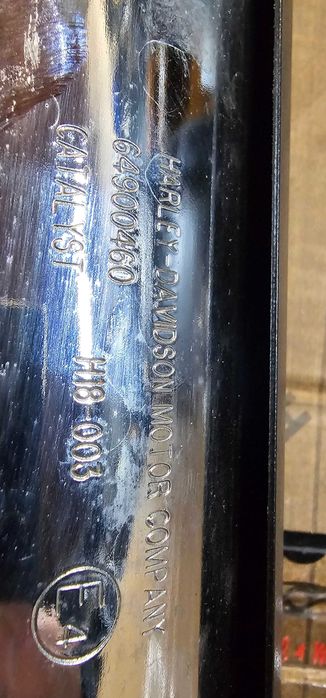 HARLEY-DAVIDSON MOTOR COMPANY
64900460
CATALYST H18-003
E4